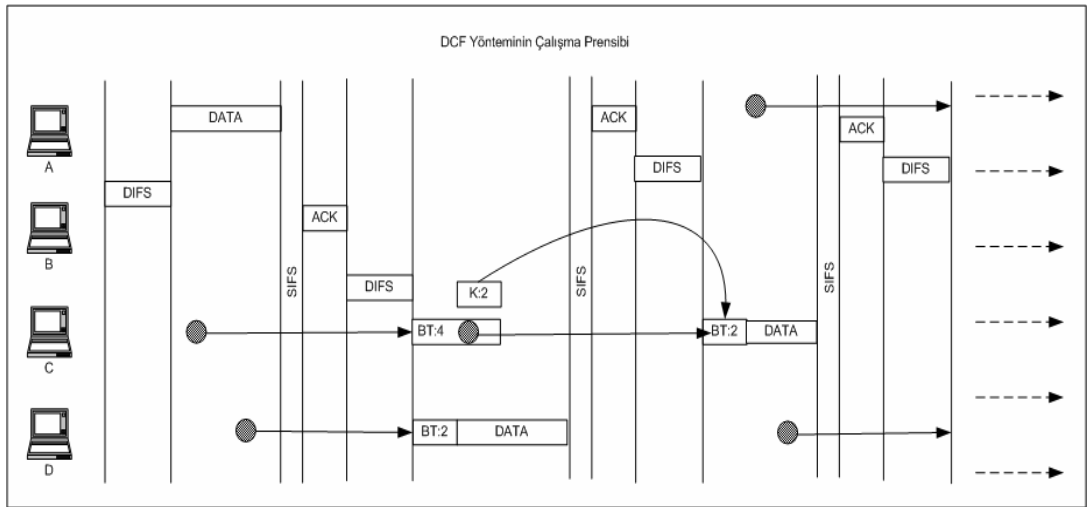 DCF Yönteminin Çalışma Prensibi
DATA
ACK
ACK
A
DIFS
DIFS
DIFS
ACK
B
SIFS
SIFS
SIFS
DIFS
K:2
BT:4
BT:2
DATA
C
BT:2
DATA
D